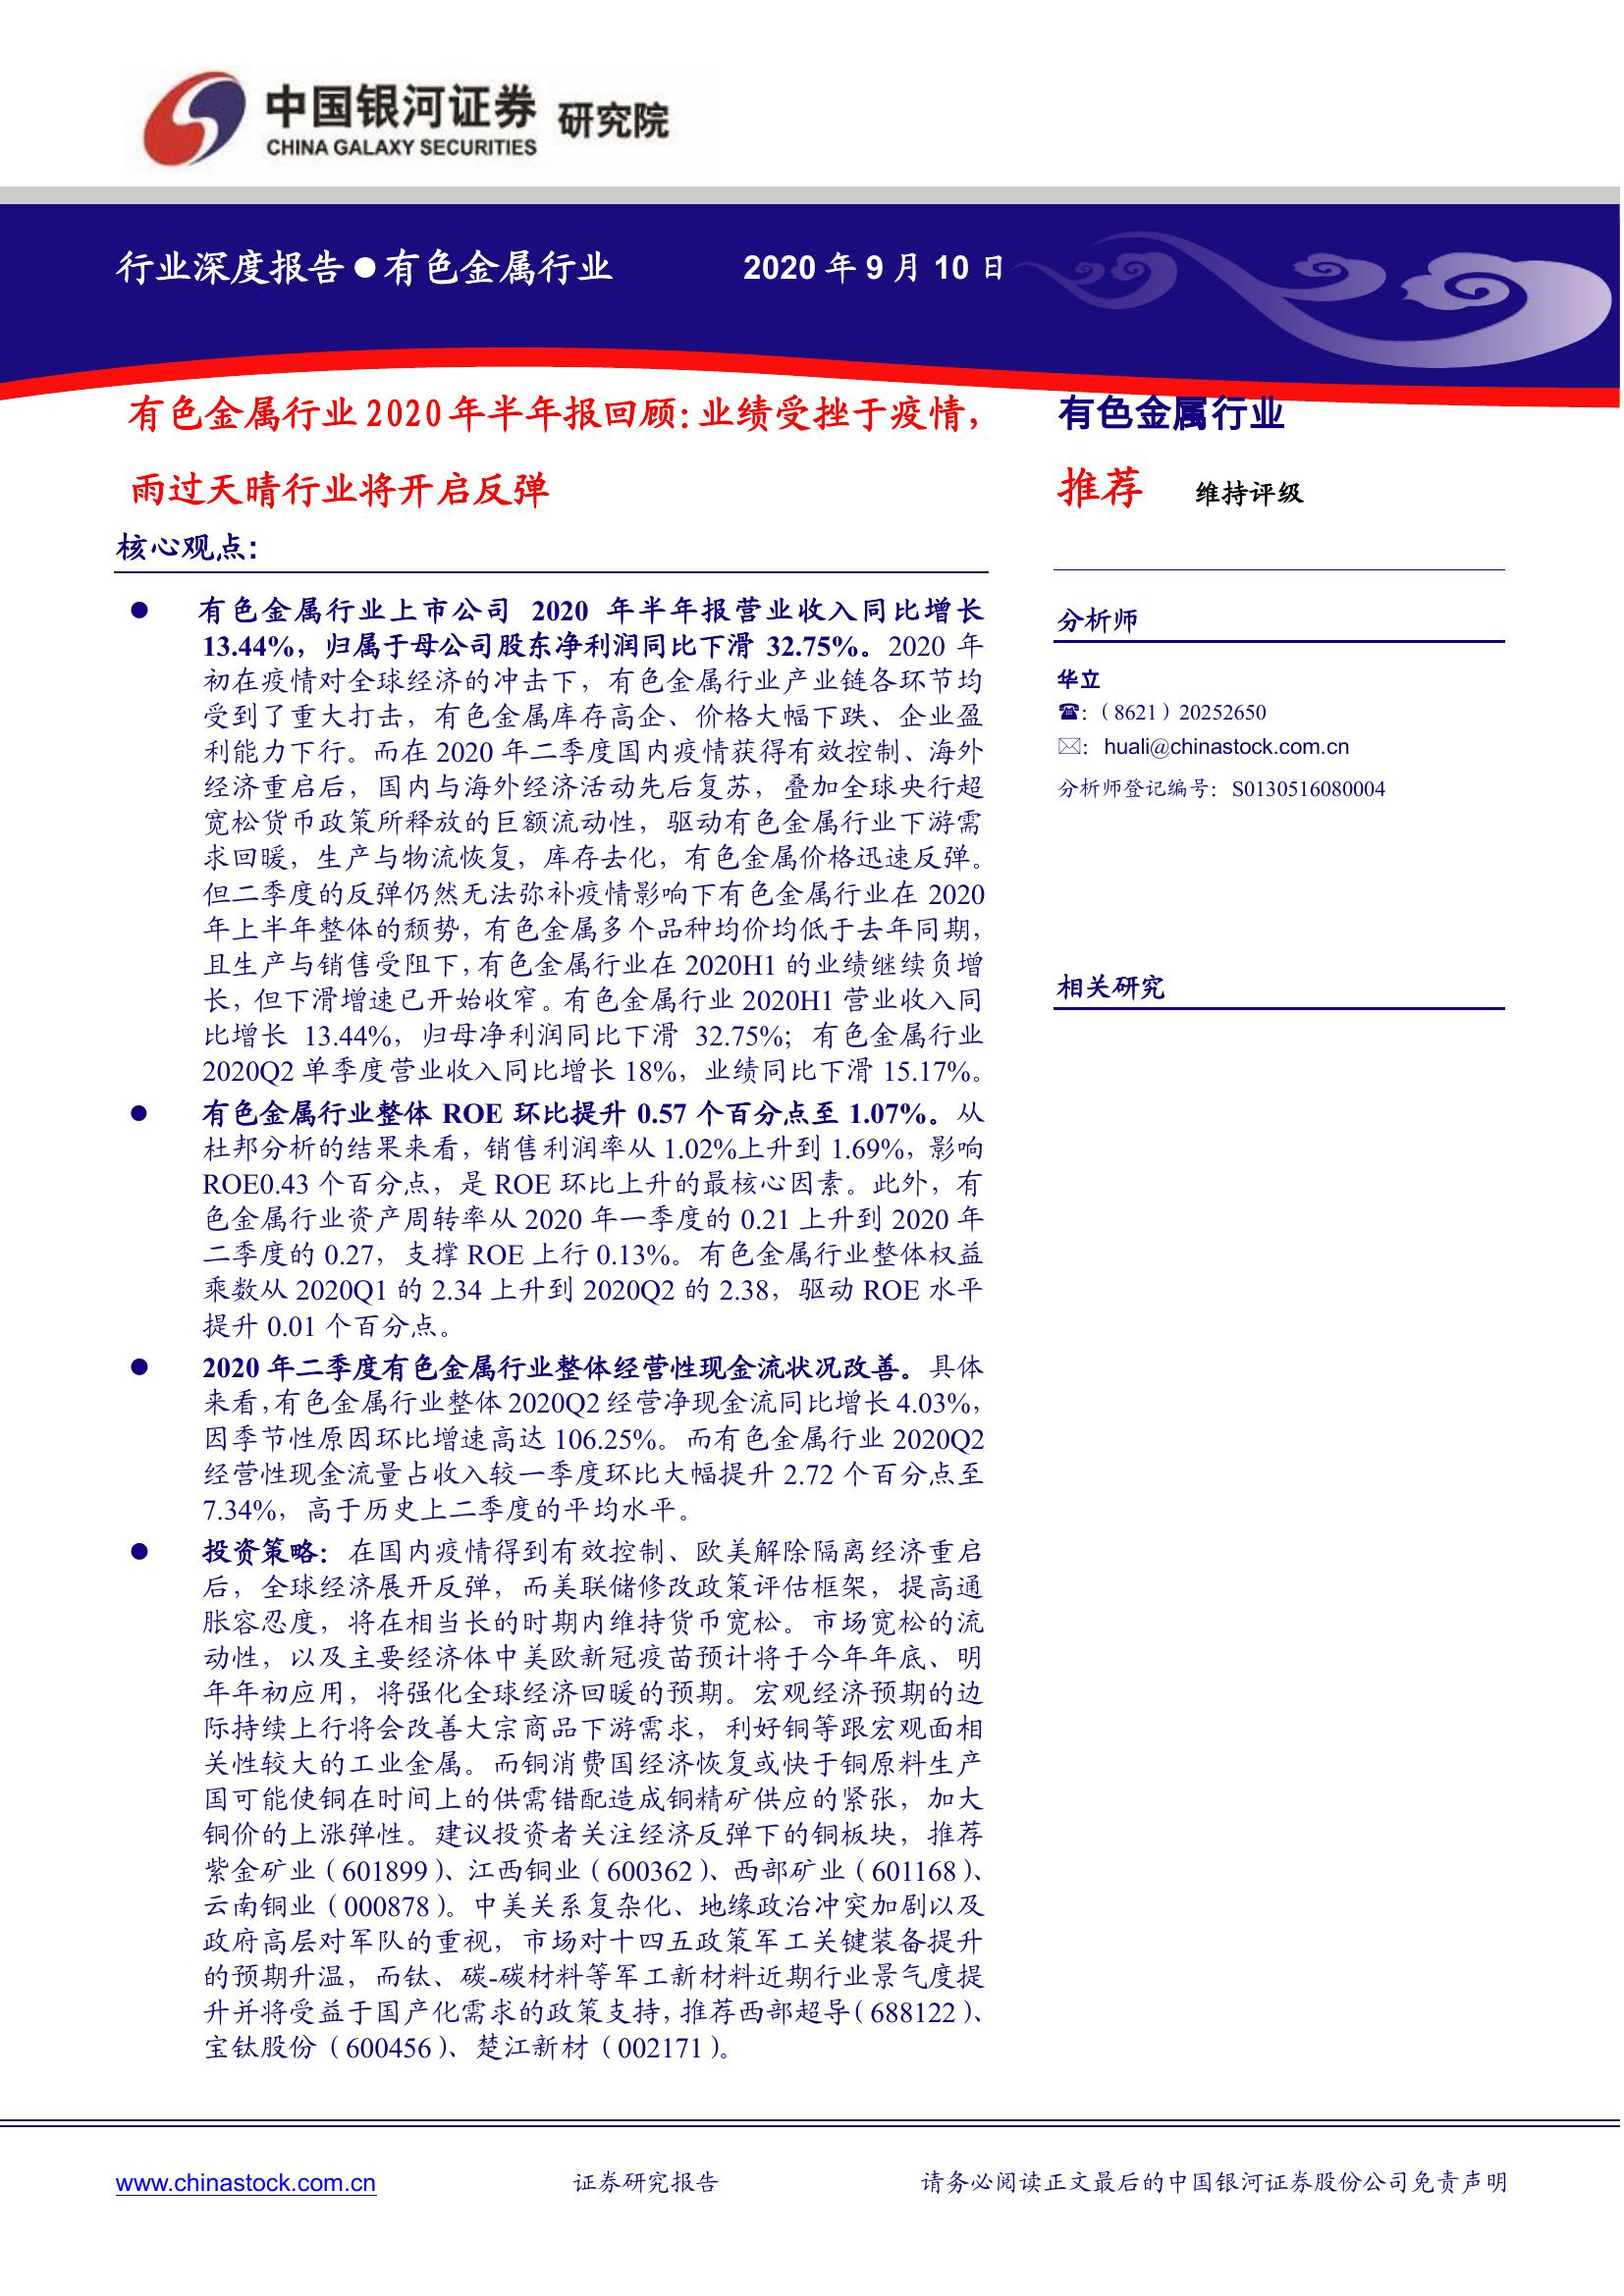 中国银河证券 研究院
CHINA GALAXY SECURITIES
行业深度报告●有色金属行业 2020 年 9 月 10 日
有色金属行业 2020 年半年报回顾：业绩受挫于疫情，
雨过天晴行业将开启反弹
核心观点：
● 有色金属行业上市公司 2020 年半年报营业收入同比增长
13.44%，归属于母公司股东净利润同比下滑 32.75%。2020 年
初在疫情对全球经济的冲击下，有色金属行业产业链各环节均
受到了重大打击，有色金属库存高企、价格大幅下跌、企业盈
利能力下行。而在 2020 年二季度国内疫情获得有效控制、海外
经济重启后，国内与海外经济活动先后复苏，叠加全球央行超
宽松货币政策所释放的巨额流动性，驱动有色金属行业下游需
求回暖，生产与物流恢复，库存去化，有色金属价格迅速反弹。
但二季度的反弹仍然无法弥补疫情影响下有色金属行业在 2020
年上半年整体的颓势，有色金属多个品种均价均低于去年同期，
且生产与销售受阻下，有色金属行业在 2020H1 的业绩继续负增
长，但下滑增速已开始收窄。有色金属行业 2020H1 营业收入同
比增长 13.44%，归母净利润同比下滑 32.75%；有色金属行业
2020Q2 单季度营业收入同比增长 18%，业绩同比下滑 15.17%。
● 有色金属行业整体 ROE 环比提升 0.57 个百分点至 1.07%。从
杜邦分析的结果来看，销售利润率从 1.02%上升到 1.69%，影响
ROE0.43 个百分点，是 ROE 环比上升的最核心因素。此外，有
色金属行业资产周转率从 2020 年一季度的 0.21 上升到 2020 年
二季度的 0.27，支撑 ROE 上行 0.13%。有色金属行业整体权益
乘数从 2020Q1 的 2.34 上升到 2020Q2 的 2.38，驱动 ROE 水平
提升 0.01 个百分点。
● 2020 年二季度有色金属行业整体经营性现金流状况改善。具体
来看，有色金属行业整体 2020Q2 经营净现金流同比增长 4.03%，
因季节性原因环比增速高达 106.25%。而有色金属行业 2020Q2
经营性现金流量占收入较一季度环比大幅提升 2.72 个百分点至
7.34%，高于历史上二季度的平均水平。
● 投资策略：在国内疫情得到有效控制、欧美解除隔离经济重启
后，全球经济展开反弹，而美联储修改政策评估框架，提高通
胀容忍度，将在相当长的时期内维持货币宽松。市场宽松的流
动性，以及主要经济体中美欧新冠疫苗预计将于今年年底、明
年年初应用，将强化全球经济回暖的预期。宏观经济预期的边
际持续上行将会改善大宗商品下游需求，利好铜等跟宏观面相
关性较大的工业金属。而铜消费国经济恢复或快于铜原料生产
国可能使铜在时间上的供需错配造成铜精矿供应的紧张，加大
铜价的上涨弹性。建议投资者关注经济反弹下的铜板块，推荐
紫金矿业（601899）、江西铜业（600362）、西部矿业（601168）、
云南铜业（000878）。中美关系复杂化、地缘政治冲突加剧以及
政府高层对军队的重视，市场对十四五政策军工关键装备提升
的预期升温，而钛、碳-碳材料等军工新材料近期行业景气度提
升并将受益于国产化需求的政策支持，推荐西部超导（688122）、
宝钛股份（600456）、楚江新材（002171）。
有色金属行业
推荐 维持评级
分析师
华立
☎：（8621）20252650
✉： huali@chinastock.com.cn
分析师登记编号：S0130516080004
相关研究
www.chinastock.com.cn 证券研究报告 请务必阅读正文最后的中国银河证券股份公司免责声明